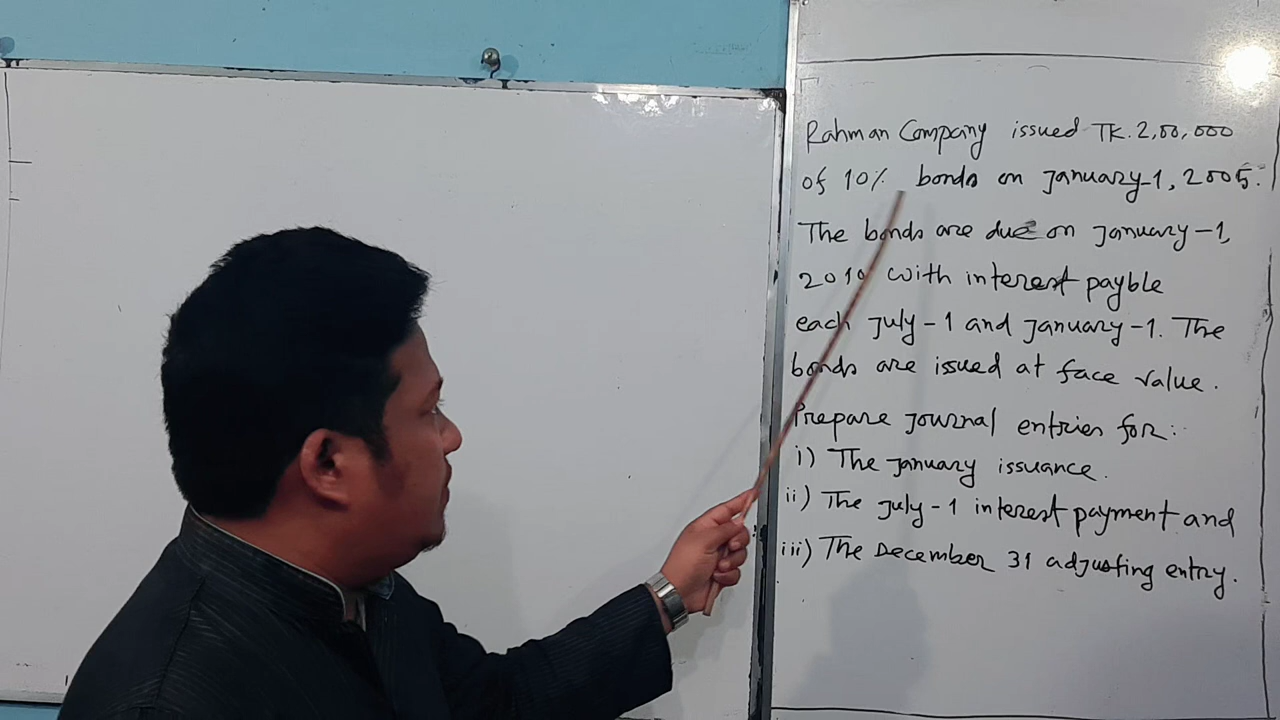 Rahman Company issued TK. 2,00,000
of 10% bonds on January-1, 2005.
The bonds are due on January-1,
2010 with interest payble
each July-1 and January-1. The
bonds are issued at face value.
Prepare Journal entries for:
i) The January issuance.
ii) The July-1 interest payment and
iii) The December 31 adjusting entry.